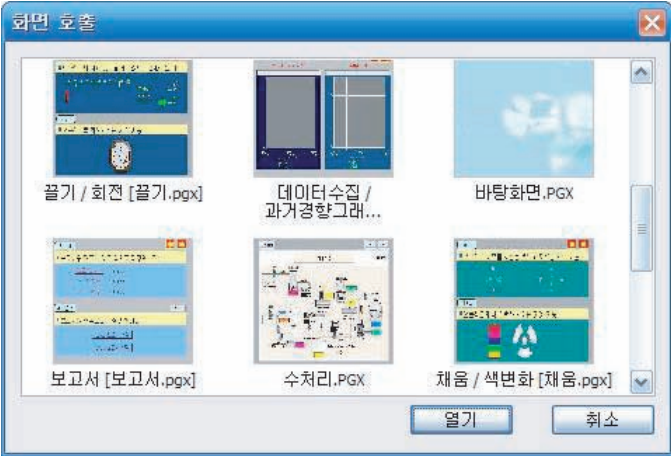 화면 호출
끌기 / 회전 [끌기.pgx]
데이터수집 /
과거경향그래...
바탕화면.PGX
보고서 [보고서.pgx]
수처리.PGX
채움 / 색변화 [채움.pgx]
열기
취소